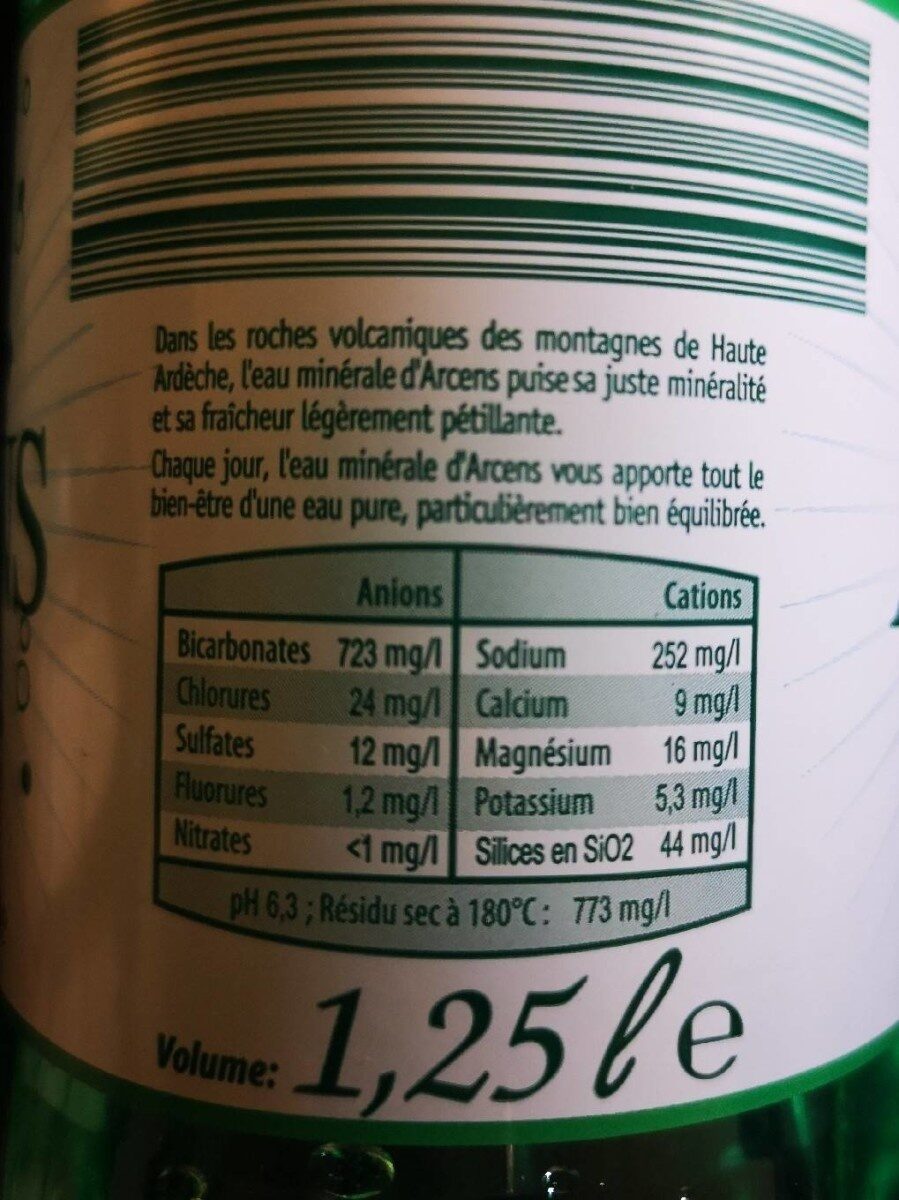 Dans les roches volcaniques des montagnes de Haute
Ardèche, l'eau minérale d'Arcens puise sa juste minéralité
et sa fraîcheur légèrement pétillante.
Chaque jour, l'eau minérale d'Arcens vous apporte tout le
bien-être d'une eau pure, particulièrement bien équilibrée.
Anions Cations
Bicarbonates 723 mg/l Sodium 252 mg/l
Chlorures 24 mg/l Calcium 9 mg/l
Sulfates 12 mg/l Magnésium 16 mg/l
Fluorures 1,2 mg/l Potassium 5,3 mg/l
Nitrates <1 mg/l Silices en SiO2 44 mg/l
pH 6,3 ; Résidu sec à 180°C : 773 mg/l
Volume: 1,25 l e